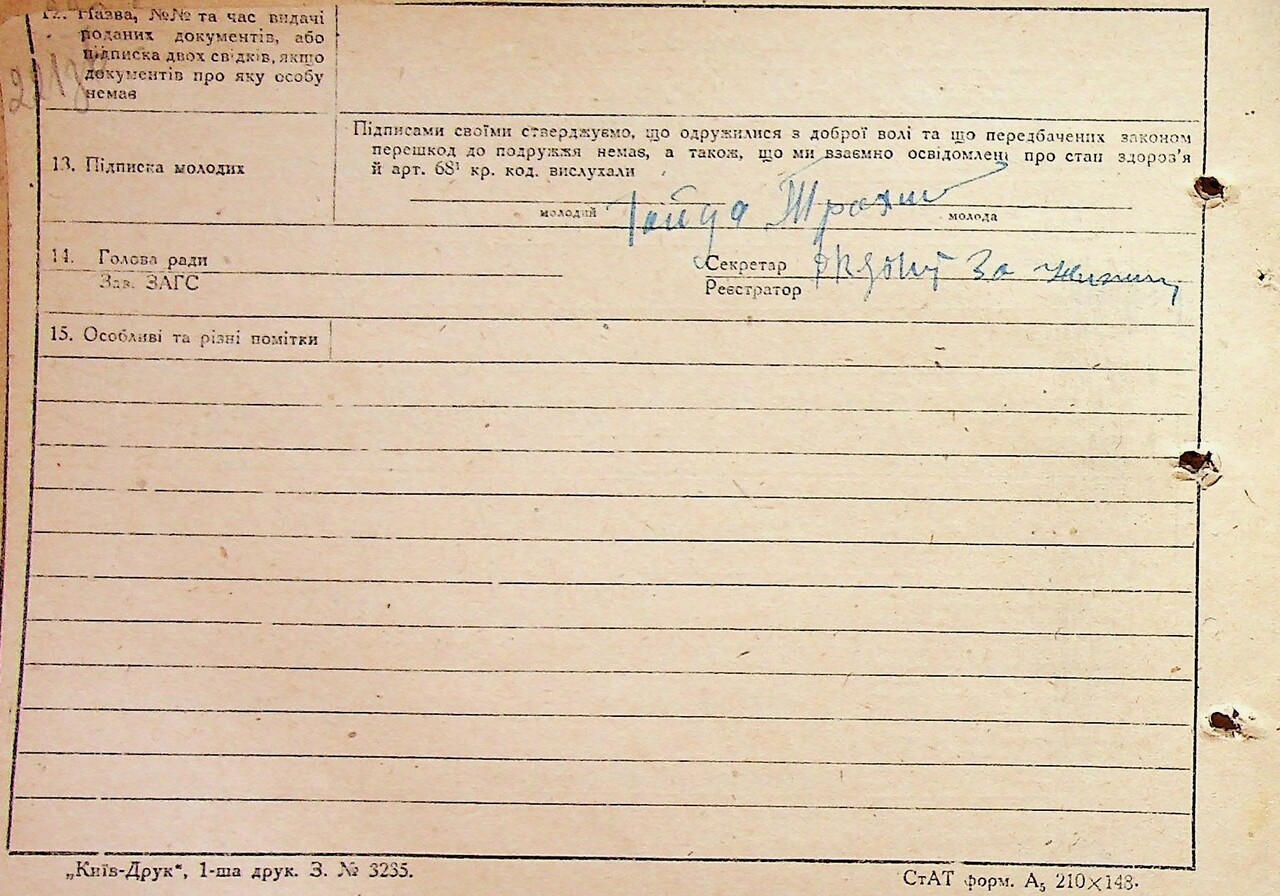 12. Назва, №№ та час видачі
поданих документів, або
підписка двох свідків, якщо
документів про яку особу
немає
13. Підписка молодих
Підписами своїми стверджуємо, що одружилися з доброї волі та що передбачених законом
перешкод до подружжя немає, а також, що ми взаємно освідомлені про стан здоров'я
й арт. 68¹ кр. код. вислухали
Гайда Трохим
молодий молода
14. Голова ради
Зав. ЗАГС
Секретар
Реєстратор
15. Особливі та різні помітки
„Київ-Друк“, 1-ша друк. З. № 3235.
СтАТ форм. А₅ 210×148.